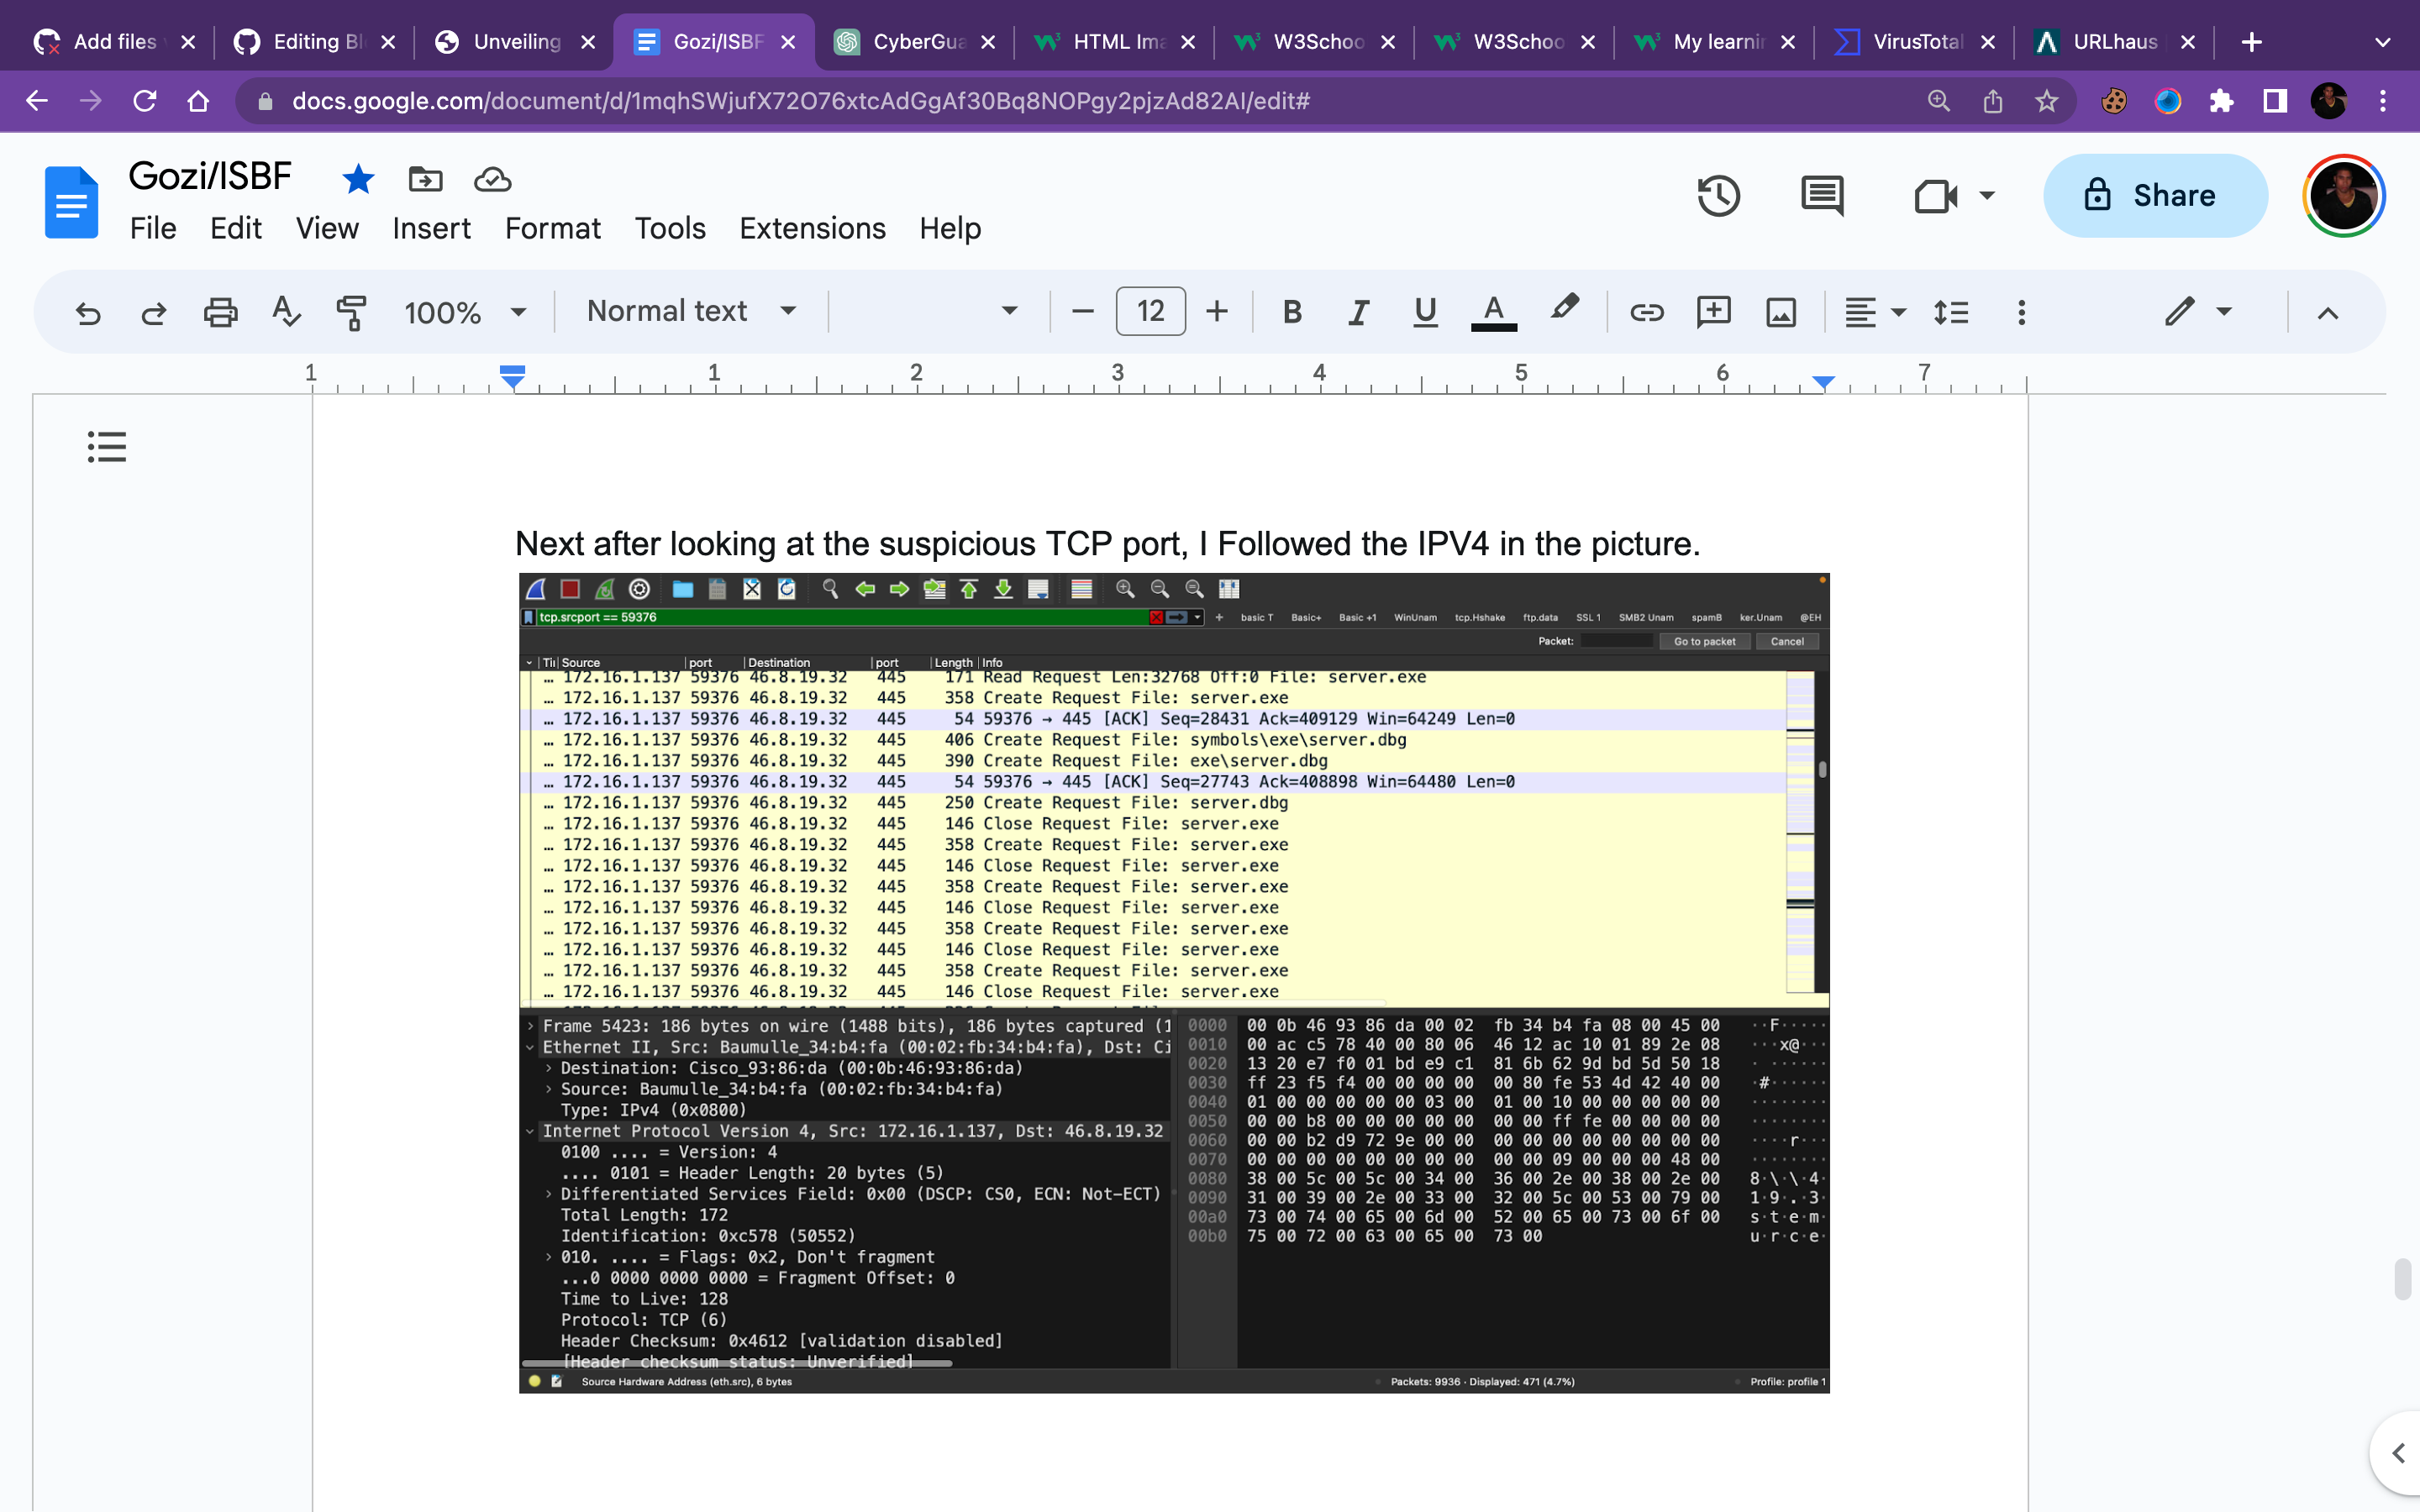 Add files
Editing Bl
Unveiling
Gozi/ISBF
CyberGua
HTML Ima
W3Schoo
W3Schoo
My learnin
VirusTotal
URLhaus
docs.google.com/document/d/1mqhSWjufX72O76xtcAdGgAf30Bq8NOPgy2pjzAd82AI/edit#
Gozi/ISBF
Share
File Edit View Insert Format Tools Extensions Help
100% Normal text 12 B I U A
1 1 2 3 4 5 6 7
Next after looking at the suspicious TCP port, I Followed the IPV4 in the picture.
tcp.srcport == 59376
+ basic T Basic+ Basic +1 WinUnam tcp.Hshake ftp.data SSL 1 SMB2 Unam spamB ker.Unam @EH
Packet: Go to packet Cancel
Source port Destination port Length Info
… 172.16.1.137 59376 46.8.19.32 445 171 Read Request Len:32768 Off:0 File: server.exe
… 172.16.1.137 59376 46.8.19.32 445 358 Create Request File: server.exe
… 172.16.1.137 59376 46.8.19.32 445 54 59376 → 445 [ACK] Seq=28431 Ack=409129 Win=64249 Len=0
… 172.16.1.137 59376 46.8.19.32 445 406 Create Request File: symbols\exe\server.dbg
… 172.16.1.137 59376 46.8.19.32 445 390 Create Request File: exe\server.dbg
… 172.16.1.137 59376 46.8.19.32 445 54 59376 → 445 [ACK] Seq=27743 Ack=408898 Win=64480 Len=0
… 172.16.1.137 59376 46.8.19.32 445 250 Create Request File: server.dbg
… 172.16.1.137 59376 46.8.19.32 445 146 Close Request File: server.exe
… 172.16.1.137 59376 46.8.19.32 445 358 Create Request File: server.exe
… 172.16.1.137 59376 46.8.19.32 445 146 Close Request File: server.exe
… 172.16.1.137 59376 46.8.19.32 445 358 Create Request File: server.exe
… 172.16.1.137 59376 46.8.19.32 445 146 Close Request File: server.exe
… 172.16.1.137 59376 46.8.19.32 445 358 Create Request File: server.exe
… 172.16.1.137 59376 46.8.19.32 445 146 Close Request File: server.exe
… 172.16.1.137 59376 46.8.19.32 445 358 Create Request File: server.exe
… 172.16.1.137 59376 46.8.19.32 445 146 Close Request File: server.exe
Frame 5423: 186 bytes on wire (1488 bits), 186 bytes captured (1
Ethernet II, Src: Baumulle_34:b4:fa (00:02:fb:34:b4:fa), Dst: Ci
Destination: Cisco_93:86:da (00:0b:46:93:86:da)
Source: Baumulle_34:b4:fa (00:02:fb:34:b4:fa)
Type: IPv4 (0x0800)
Internet Protocol Version 4, Src: 172.16.1.137, Dst: 46.8.19.32
0100 .... = Version: 4
.... 0101 = Header Length: 20 bytes (5)
Differentiated Services Field: 0x00 (DSCP: CS0, ECN: Not-ECT)
Total Length: 172
Identification: 0xc578 (50552)
010. .... = Flags: 0x2, Don't fragment
...0 0000 0000 0000 = Fragment Offset: 0
Time to Live: 128
Protocol: TCP (6)
Header Checksum: 0x4612 [validation disabled]
[Header checksum status: Unverified]
0000 00 0b 46 93 86 da 00 02 fb 34 b4 fa 08 00 45 00 ··F·····
0010 00 ac c5 78 40 00 80 06 46 12 ac 10 01 89 2e 08 ···x@···
0020 13 20 e7 f0 01 bd e9 c1 81 6b 62 9d bd 5d 50 18 · ······
0030 ff 23 f5 f4 00 00 00 00 00 80 fe 53 4d 42 40 00 ·#······
0040 01 00 00 00 00 00 03 00 01 00 10 00 00 00 00 00 ········
0050 00 00 b8 00 00 00 00 00 00 00 ff fe 00 00 00 00 ········
0060 00 00 b2 d9 72 9e 00 00 00 00 00 00 00 00 00 00 ····r···
0070 00 00 00 00 00 00 00 00 00 00 09 00 00 00 48 00 ········
0080 38 00 5c 00 5c 00 34 00 36 00 2e 00 38 00 2e 00 8·\·\·4·
0090 31 00 39 00 2e 00 33 00 32 00 5c 00 53 00 79 00 1·9·.·3·
00a0 73 00 74 00 65 00 6d 00 52 00 65 00 73 00 6f 00 s·t·e·m·
00b0 75 00 72 00 63 00 65 00 73 00 u·r·c·e·
Source Hardware Address (eth.src), 6 bytes
Packets: 9936 · Displayed: 471 (4.7%)
Profile: profile 1